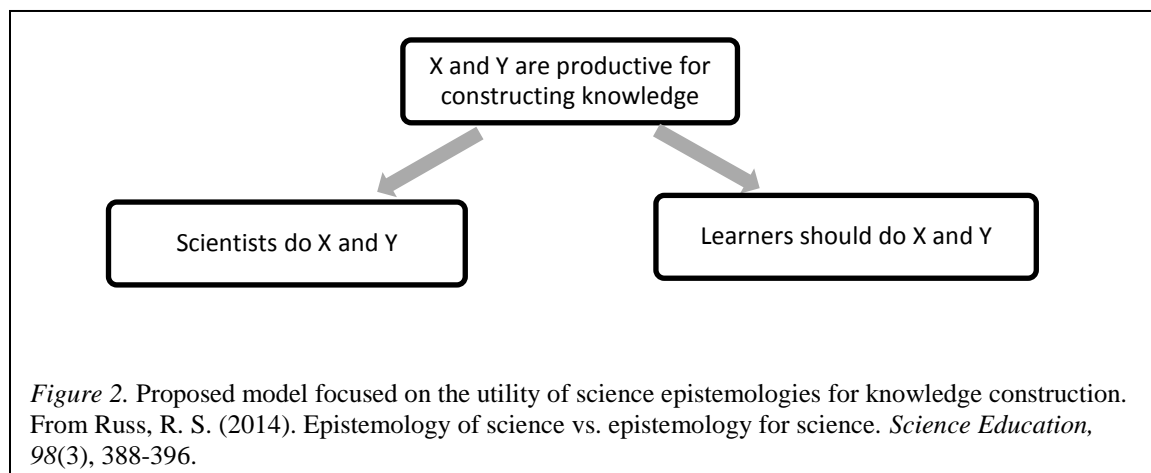 X and Y are productive for
constructing knowledge
Scientists do X and Y
Learners should do X and Y
Figure 2. Proposed model focused on the utility of science epistemologies for knowledge construction.
From Russ, R. S. (2014). Epistemology of science vs. epistemology for science. Science Education,
98(3), 388-396.